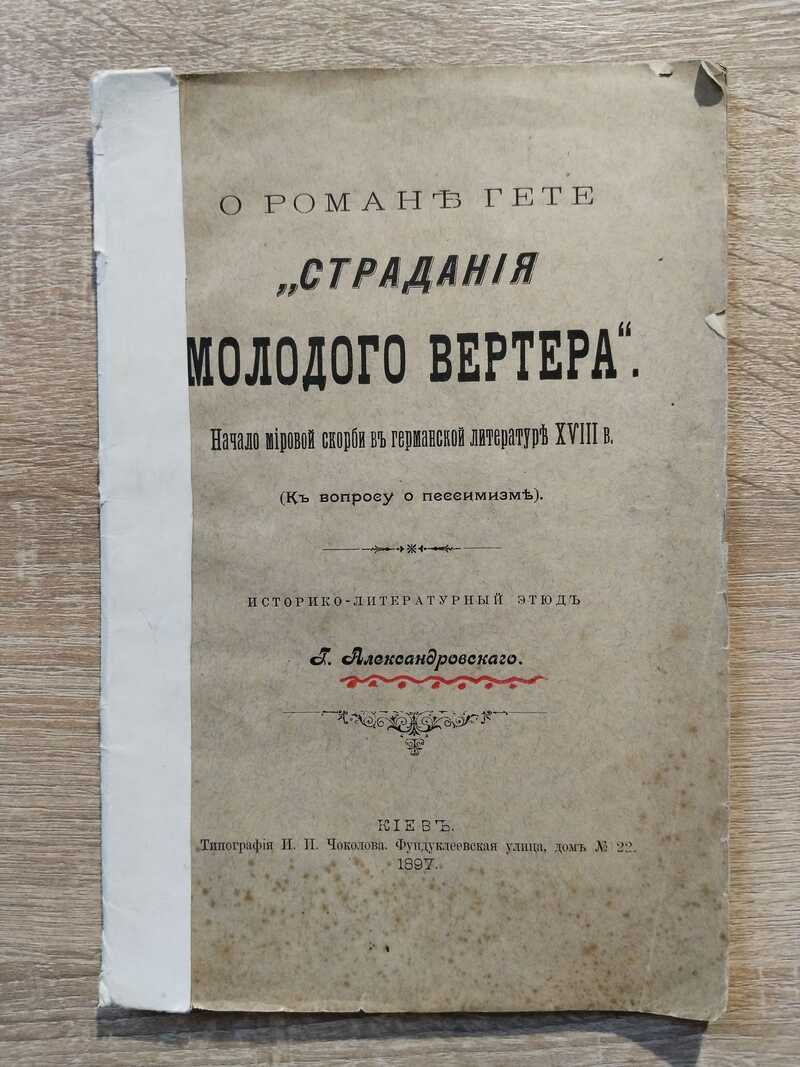 О РОМАНѢ ГЕТЕ
„СТРАДАНІЯ
МОЛОДОГО ВЕРТЕРА“.
Начало міровой скорби въ германской литературѣ XVIII в.
(Къ вопросу о пессимизмѣ).
ИСТОРИКО-ЛИТЕРАТУРНЫЙ ЭТЮДЪ
Г. Александровскаго.
КІЕВЪ.
Типографія И. И. Чоколова. Фундуклеевская улица, домъ № 22.
1897.